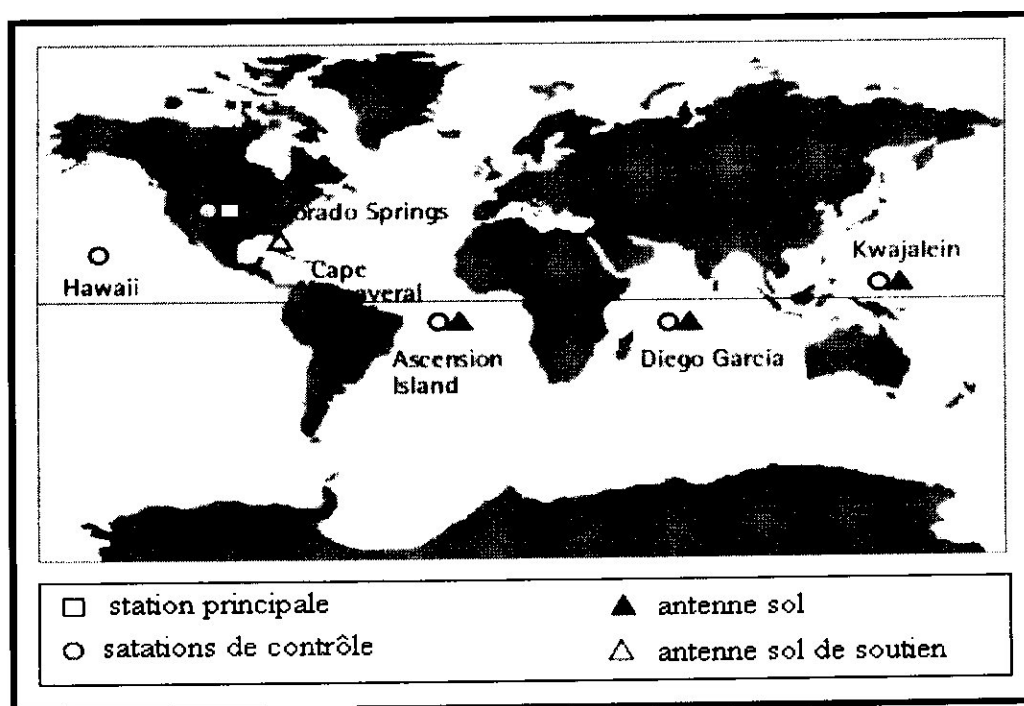 orado Springs
Kwajalein
Hawaii
Cape
averal
Ascension
Island
Diego Garcia
station principale
antenne sol
satations de contrôle
antenne sol de soutien